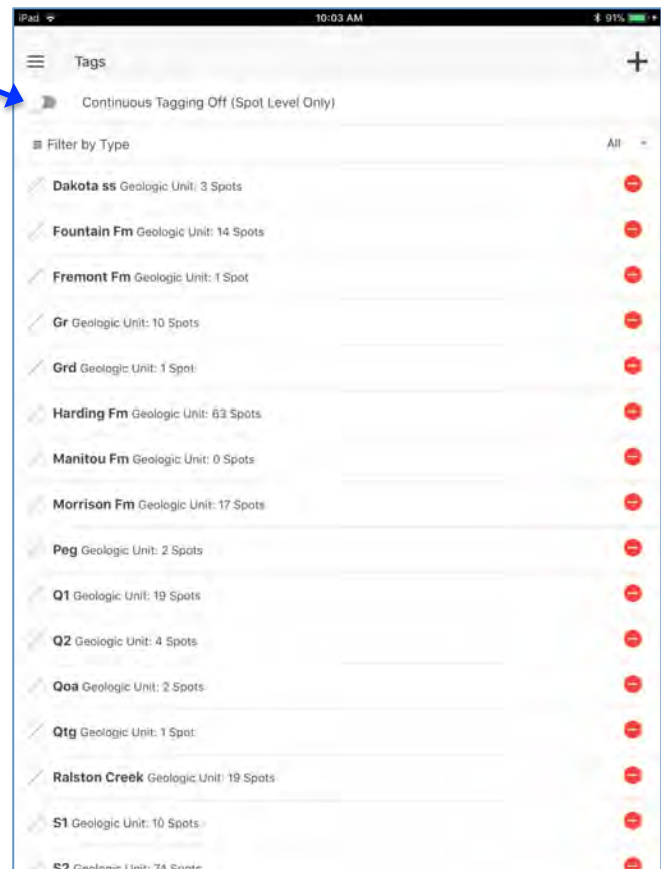 iPad 10:03 AM 91%
Tags
Continuous Tagging Off (Spot Level Only)
Filter by Type All
Dakota ss Geologic Unit: 3 Spots
Fountain Fm Geologic Unit: 14 Spots
Fremont Fm Geologic Unit: 1 Spot
Gr Geologic Unit: 10 Spots
Grd Geologic Unit: 1 Spot
Harding Fm Geologic Unit: 63 Spots
Manitou Fm Geologic Unit: 0 Spots
Morrison Fm Geologic Unit: 17 Spots
Peg Geologic Unit: 2 Spots
Q1 Geologic Unit: 19 Spots
Q2 Geologic Unit: 4 Spots
Qoa Geologic Unit: 2 Spots
Qtg Geologic Unit: 1 Spot
Ralston Creek Geologic Unit: 19 Spots
S1 Geologic Unit: 10 Spots
S2 Geologic Unit: 74 Spots